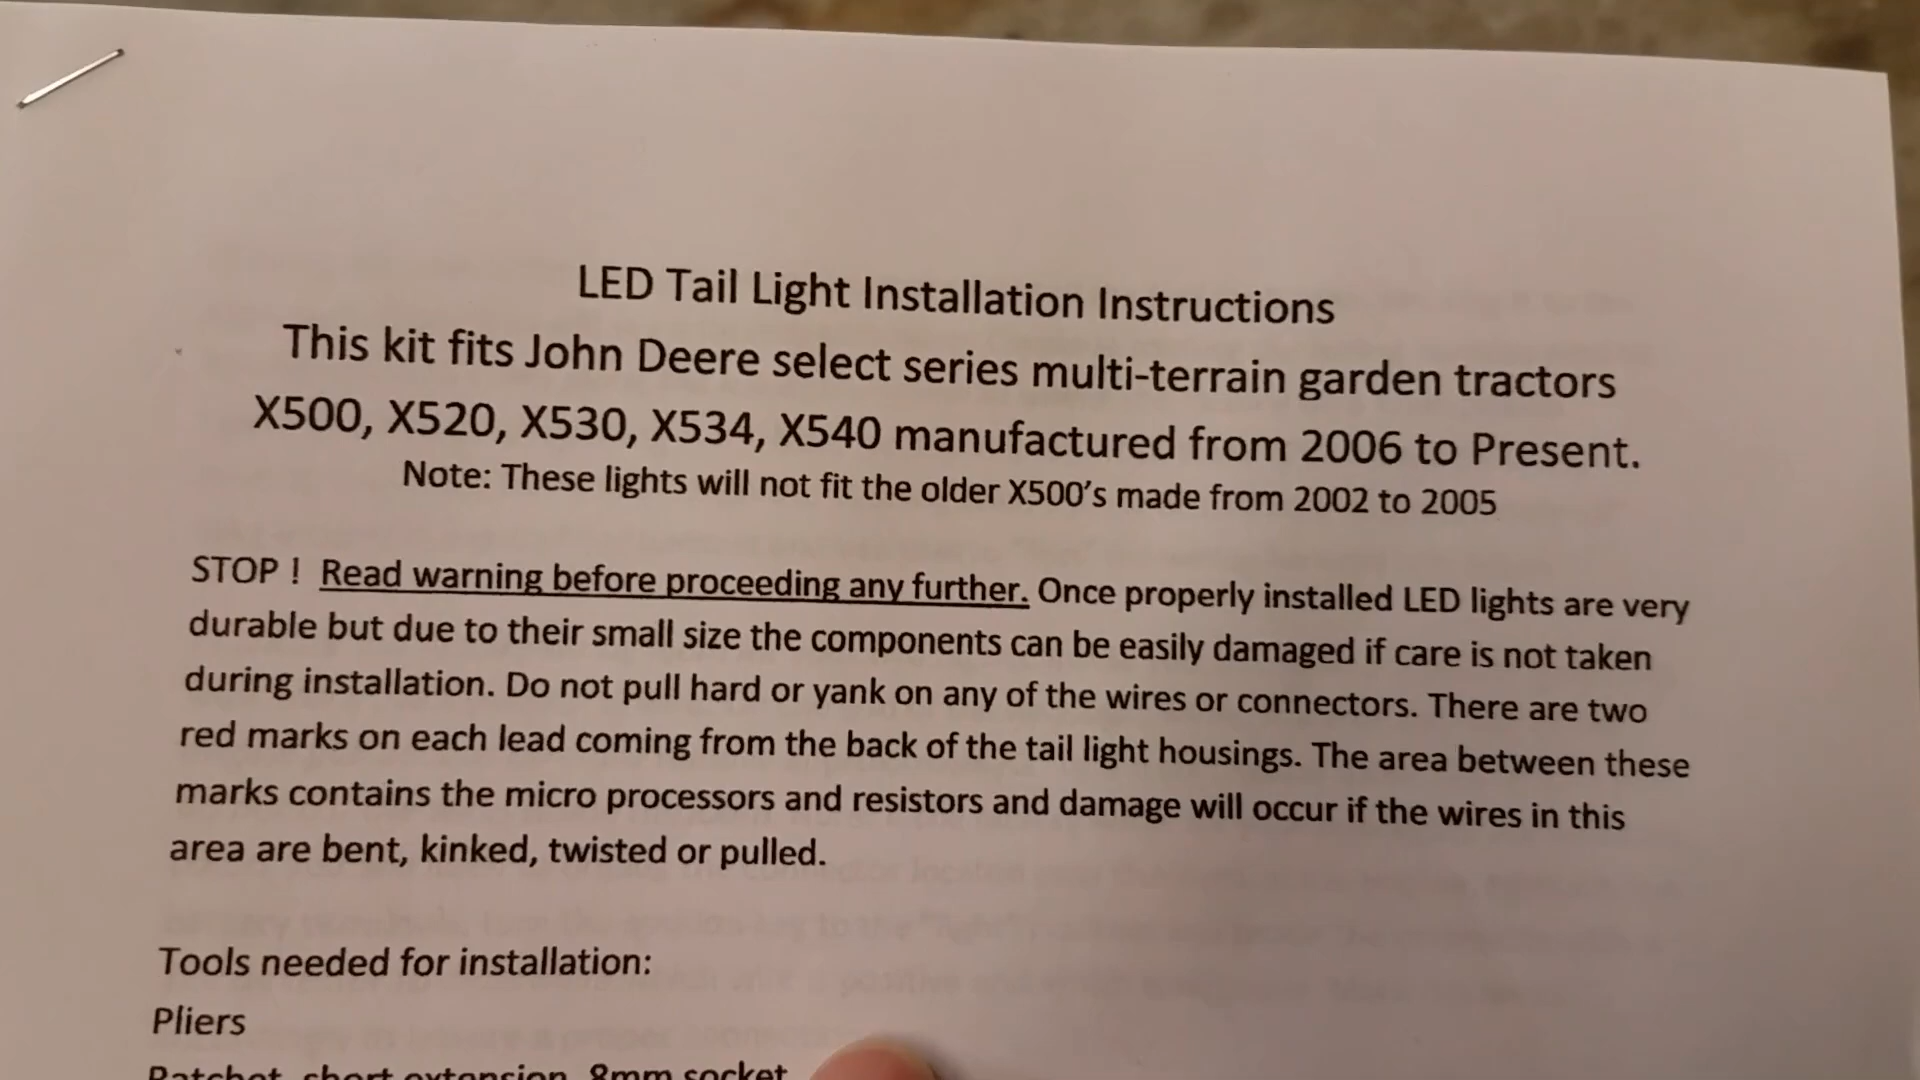 LED Tail Light Installation Instructions
This kit fits John Deere select series multi-terrain garden tractors
X500, X520, X530, X534, X540 manufactured from 2006 to Present.
Note: These lights will not fit the older X500's made from 2002 to 2005
STOP ! Read warning before proceeding any further. Once properly installed LED lights are very
durable but due to their small size the components can be easily damaged if care is not taken
during installation. Do not pull hard or yank on any of the wires or connectors. There are two
red marks on each lead coming from the back of the tail light housings. The area between these
marks contains the micro processors and resistors and damage will occur if the wires in this
area are bent, kinked, twisted or pulled.
Tools needed for installation:
Pliers
Ratchet, short extension, 8mm socket